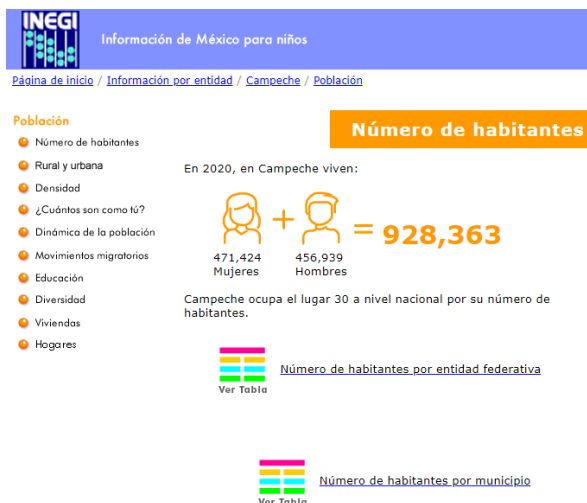 INEGI
Información de México para niños
Página de inicio / Información por entidad / Campeche / Población
Población
Número de habitantes
Rural y urbana
Densidad
¿Cuántos son como tú?
Dinámica de la población
Movimientos migratorios
Educación
Diversidad
Viviendas
Hogares
Número de habitantes
En 2020, en Campeche viven:
+ = 928,363
471,424 456,939
Mujeres Hombres
Campeche ocupa el lugar 30 a nivel nacional por su número de
habitantes.
Número de habitantes por entidad federativa
Ver Tabla
Número de habitantes por municipio
Ver Tabla